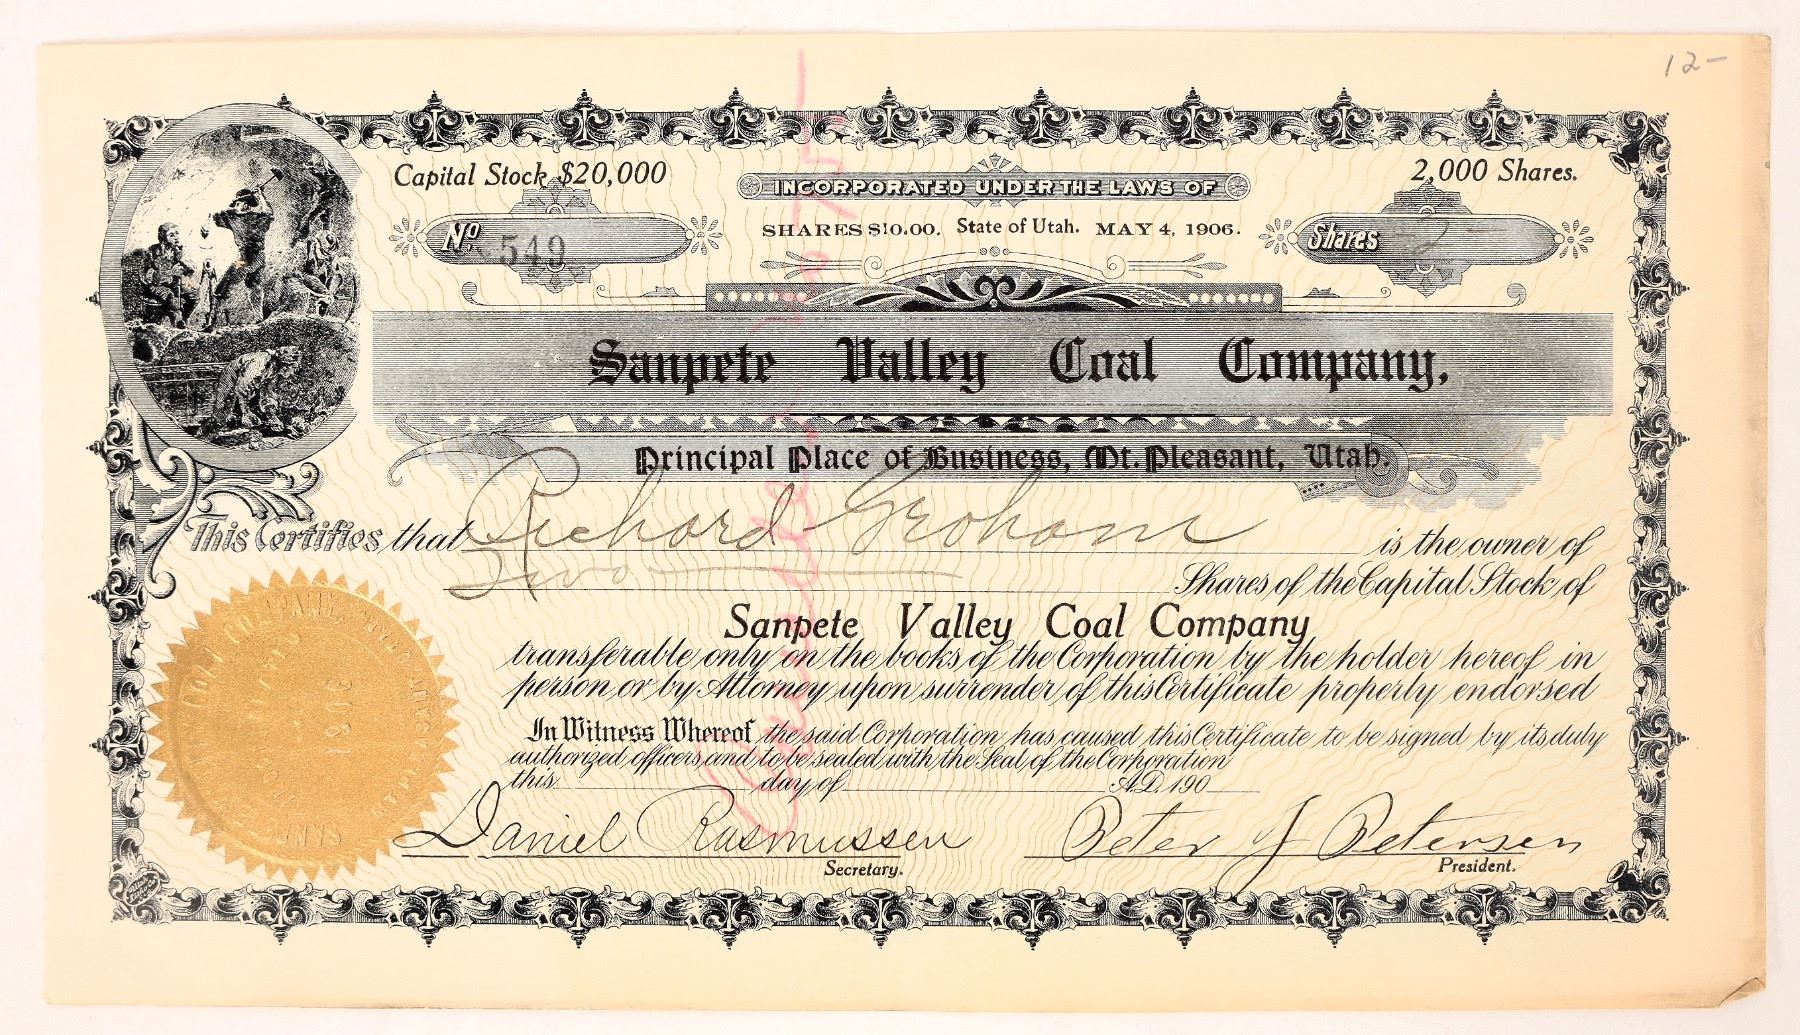 12-
Capital Stock $20,000
INCORPORATED UNDER THE LAWS OF
2,000 Shares.
No 549
SHARES $10.00. State of Utah. MAY 4, 1906.
Shares 2
Sanpete Valley Coal Company,
Principal Place of Business, Mt. Pleasant, Utah.
This Certifies that Richard Graham is the owner of
Two Shares of the Capital Stock of
Sanpete Valley Coal Company
transferable only on the books of the Corporation by the holder hereof in
person or by Attorney upon surrender of this Certificate properly endorsed
In Witness Whereof the said Corporation has caused this Certificate to be signed by its duly
authorized officers, and to be sealed with the Seal of the Corporation
this day of A.D. 190
Daniel Rasmussen Peter J Petersen
Secretary. President.